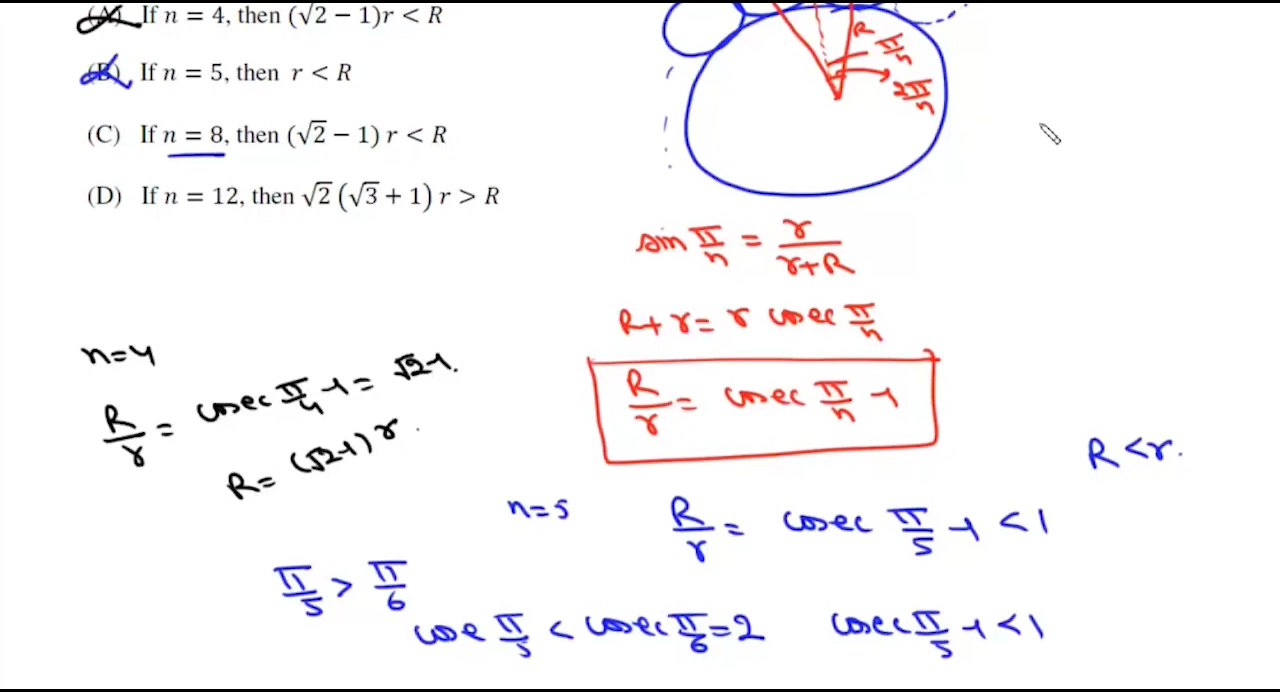 (A) If n = 4, then (√2 − 1)r < R
(B) If n = 5, then r < R
(C) If n = 8, then (√2 − 1) r < R
(D) If n = 12, then √2 (√3 + 1) r > R
R
π/n
2π/n
sin π/n = r/(r+R)
R+r = r cosec π/n
R/r = cosec π/n -1
n=4
R/r = cosec π/4 -1 = √2-1.
R = (√2-1) r.
R < r.
n=5
R/r = cosec π/5 -1 < 1
π/5 > π/6
cose π/5 < cosec π/6 = 2
cosec π/5 -1 < 1